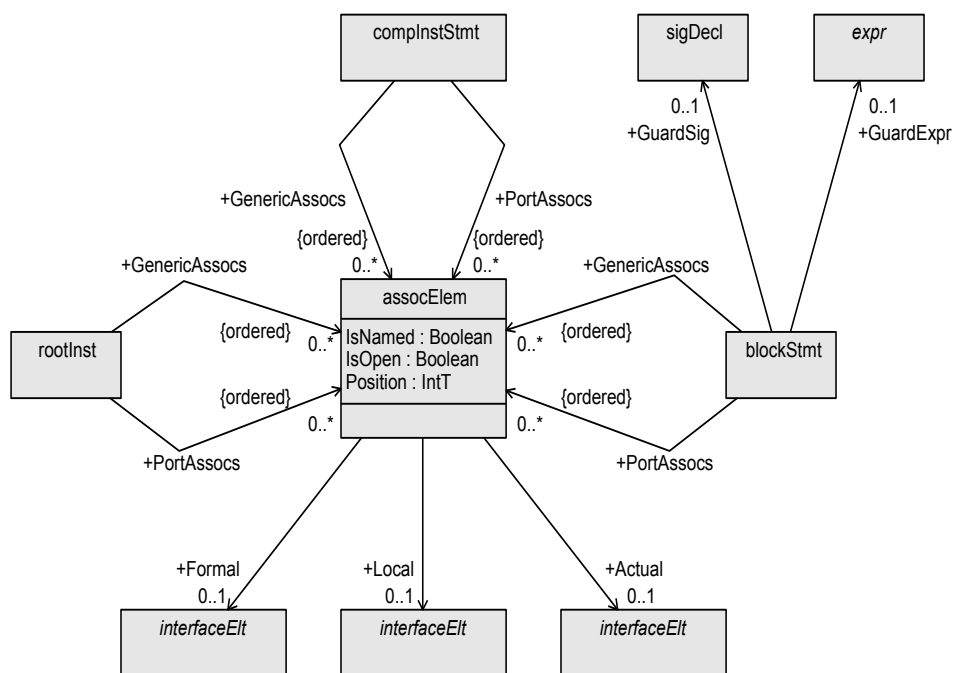 compInstStmt
sigDecl
expr
0..1
+GuardSig
0..1
+GuardExpr
+GenericAssocs
{ordered}
0..*
+PortAssocs
{ordered}
0..*
+GenericAssocs
{ordered}
0..*
assocElem
IsNamed : Boolean
IsOpen : Boolean
Position : IntT
+GenericAssocs
{ordered}
0..*
rootInst
blockStmt
{ordered}
0..*
+PortAssocs
{ordered}
0..*
+PortAssocs
+Formal
0..1
+Local
0..1
+Actual
0..1
interfaceElt
interfaceElt
interfaceElt